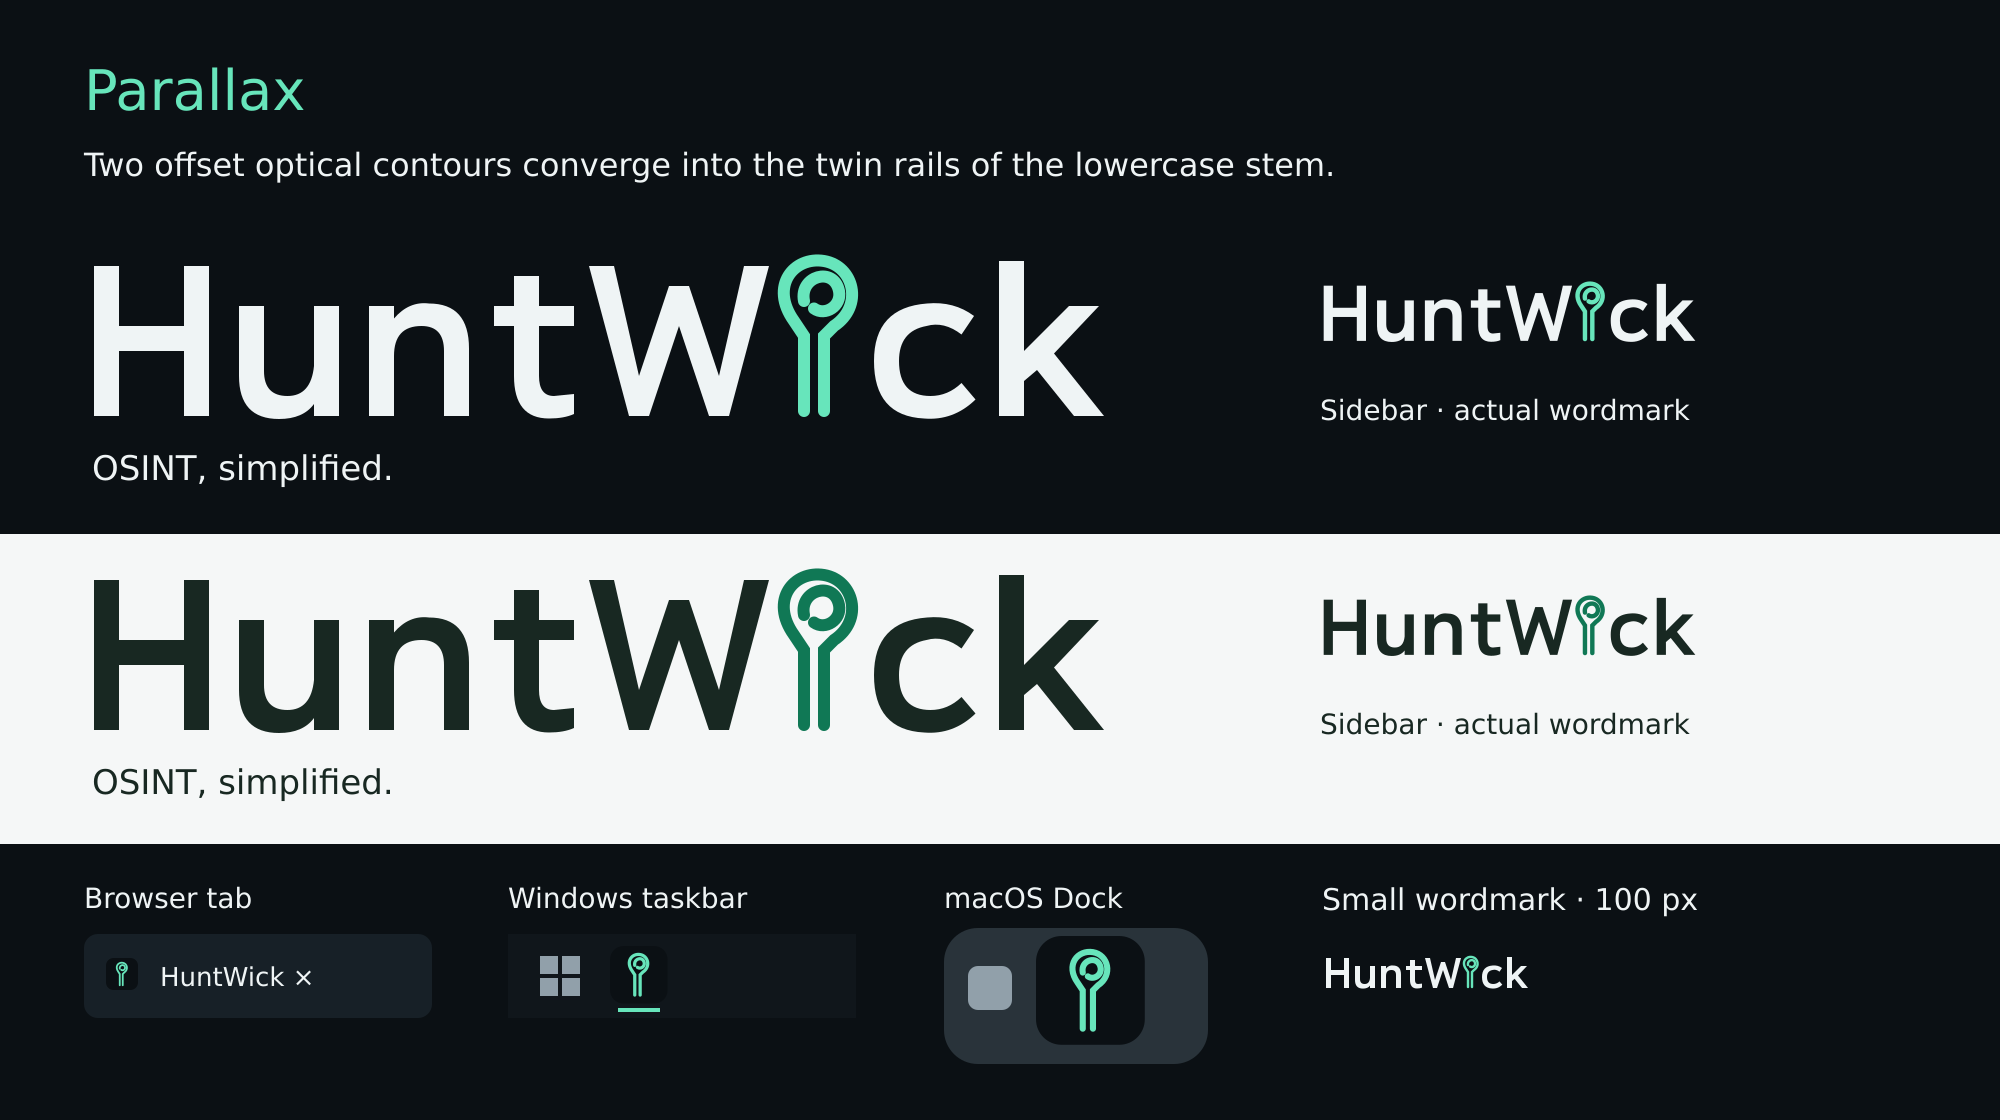 Parallax
Two offset optical contours converge into the twin rails of the lowercase stem.
HuntWick
OSINT, simplified.
HuntWick
Sidebar · actual wordmark
HuntWick
OSINT, simplified.
HuntWick
Sidebar · actual wordmark
Browser tab
HuntWick ×
Windows taskbar
macOS Dock
Small wordmark · 100 px
HuntWick